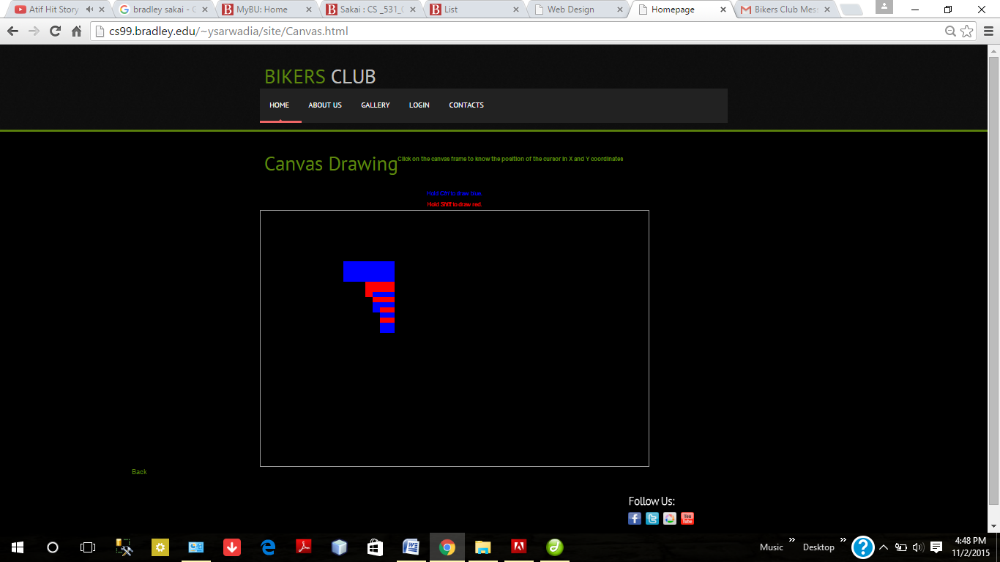 Atif Hit Story
bradley sakai - G
MyBU: Home
Sakai : CS _531_0
List
Web Design
Homepage
Bikers Club Mess
cs99.bradley.edu/~ysarwadia/site/Canvas.html
BIKERS CLUB
HOME ABOUT US GALLERY LOGIN CONTACTS
Canvas Drawing
Click on the canvas frame to know the position of the cursor in X and Y coordinates
Hold Ctrl to draw blue.
Hold Shift to draw red.
Back
Follow Us:
You
Tube
Music
Desktop
4:48 PM
11/2/2015